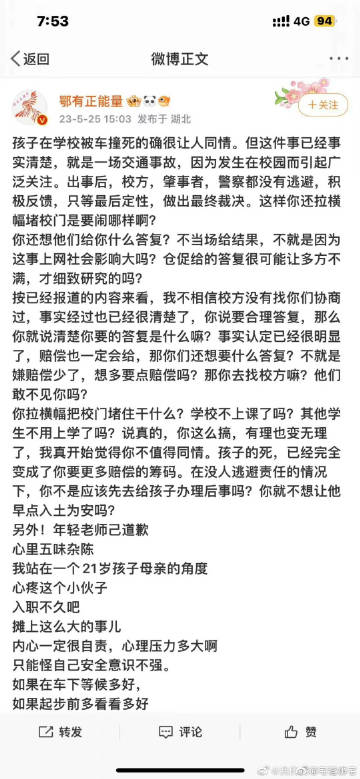 7:53
4G 94
返回
微博正文
鄂有正能量
23-5-25 15:03 发布于 湖北
+关注
孩子在学校被车撞死的确很让人同情。但这件事已经事
实清楚，就是一场交通事故，因为发生在校园而引起广
泛关注。出事后，校方，肇事者，警察都没有逃避，积
极反馈，只等最后定性，做出最终裁决。这样你还拉横
幅堵校门是要闹哪样啊？
你还想他们给你什么答复？不当场给结果，不就是因为
这事上网社会影响大吗？仓促给的答复很可能让多方不
满，才细致研究的吗？
按已经报道的内容来看，我不相信校方没有找你们协商
过，事实经过也已经很清楚了，你说要合理答复，那么
你就说清楚你要的答复是什么嘛？事实认定已经很明显
了，赔偿也一定会给，那你们还想要什么答复？不就是
嫌赔偿少了，想多要点赔偿吗？那你去找校方嘛？他们
敢不见你吗？
你拉横幅把校门堵住干什么？学校不上课了吗？其他学
生不用上学了吗？说真的，你这么搞，有理也变无理
了，我真开始觉得你不值得同情。孩子的死，已经完全
变成了你要更多赔偿的筹码。在没人逃避责任的情况
下，你不是应该先去给孩子办理后事吗？你就不想让他
早点入土为安吗？
另外！年轻老师己道歉
心里五味杂陈
我站在一个21岁孩子母亲的角度
心疼这个小伙子
入职不久吧
摊上这么大的事儿
内心一定很自责，心理压力多大啊
只能怪自己安全意识不强。
如果在车下等候多好，
如果起步前多看看多好
转发
评论
赞